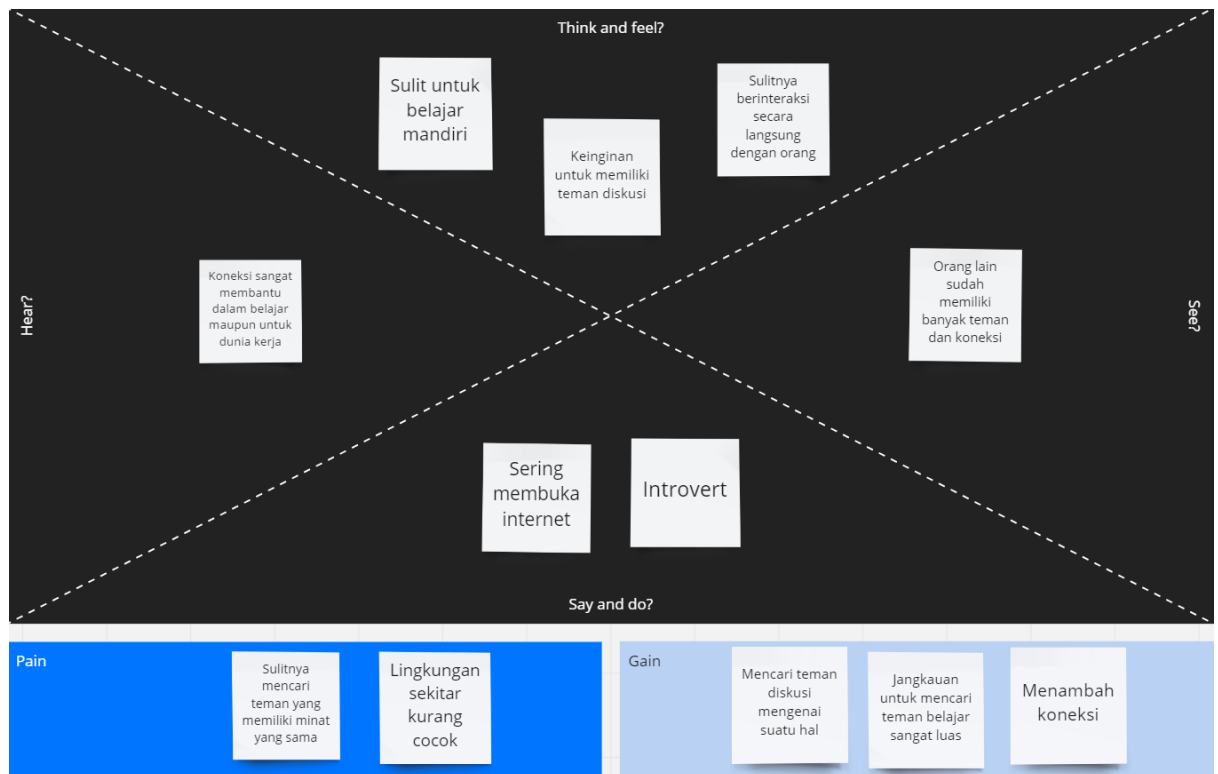 Think and feel?
Sulit untuk
belajar
mandiri
Keinginan
untuk memiliki
teman diskusi
Sulitnya
berinteraksi
secara
langsung
dengan orang
Hear?
Koneksi sangat
membantu
dalam belajar
maupun untuk
dunia kerja
Orang lain
sudah
memiliki
banyak teman
dan koneksi
See?
Sering
membuka
internet
Introvert
Say and do?
Pain
Sulitnya
mencari
teman yang
memiliki minat
yang sama
Lingkungan
sekitar
kurang
cocok
Gain
Mencari teman
diskusi
mengenai
suatu hal
Jangkauan
untuk mencari
teman belajar
sangat luas
Menambah
koneksi